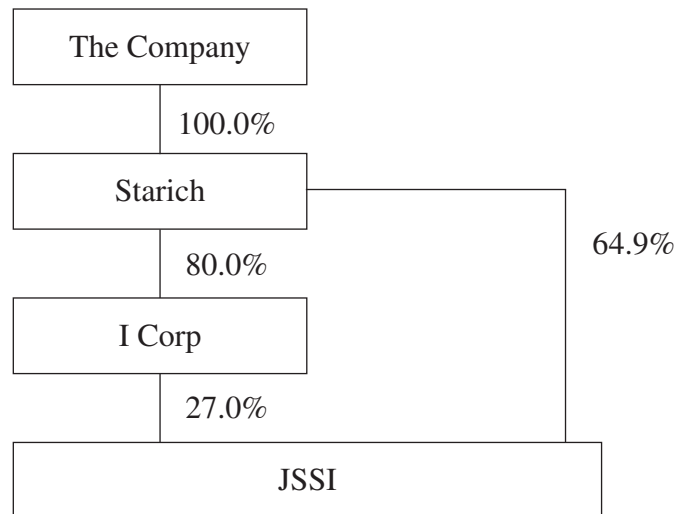 The Company
100.0%
Starich
64.9%
80.0%
I Corp
27.0%
JSSI